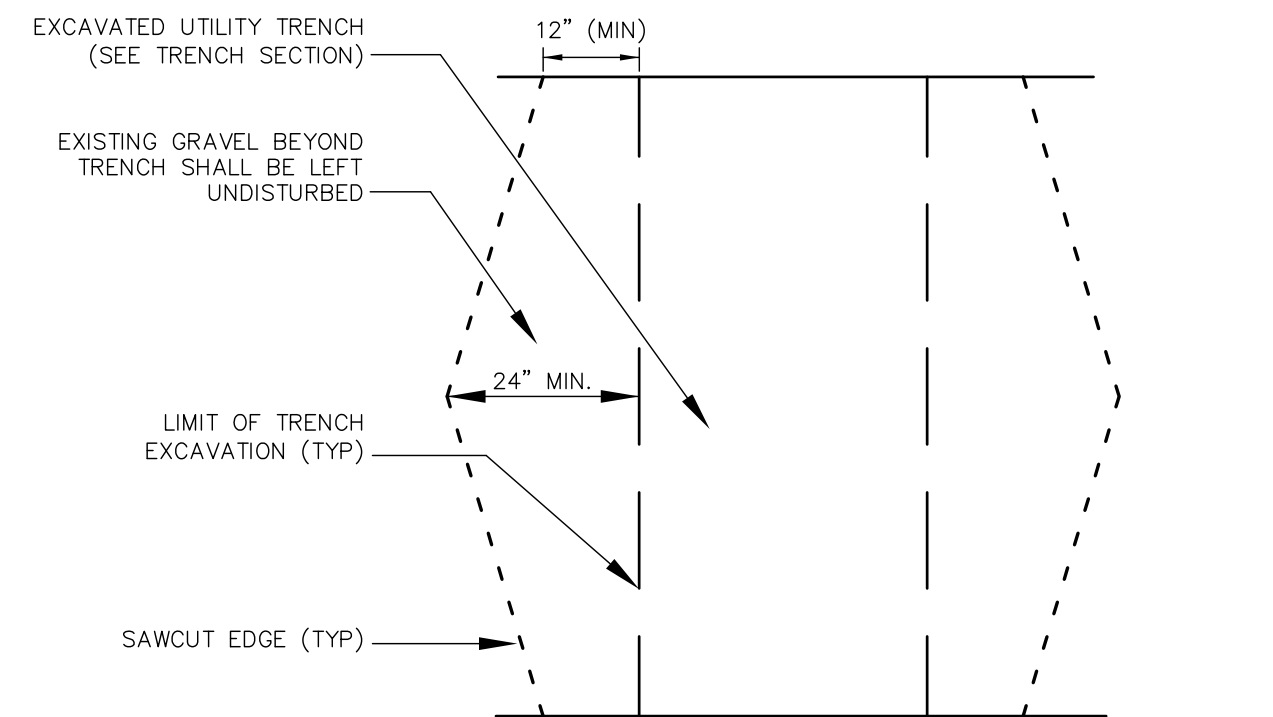 EXCAVATED UTILITY TRENCH
(SEE TRENCH SECTION)
12” (MIN)
EXISTING GRAVEL BEYOND
TRENCH SHALL BE LEFT
UNDISTURBED
24” MIN.
LIMIT OF TRENCH
EXCAVATION (TYP)
SAWCUT EDGE (TYP)